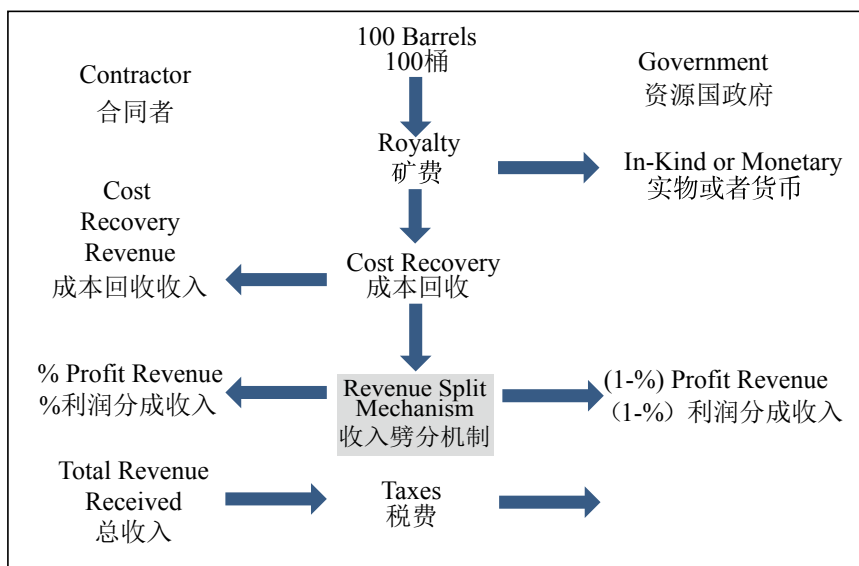 100 Barrels
100桶
Contractor
合同者
Government
资源国政府
Royalty
矿费
In-Kind or Monetary
实物或者货币
Cost
Recovery
Revenue
成本回收收入
Cost Recovery
成本回收
% Profit Revenue
%利润分成收入
Revenue Split
Mechanism
收入劈分机制
(1-%) Profit Revenue
（1-%）利润分成收入
Total Revenue
Received
总收入
Taxes
税费